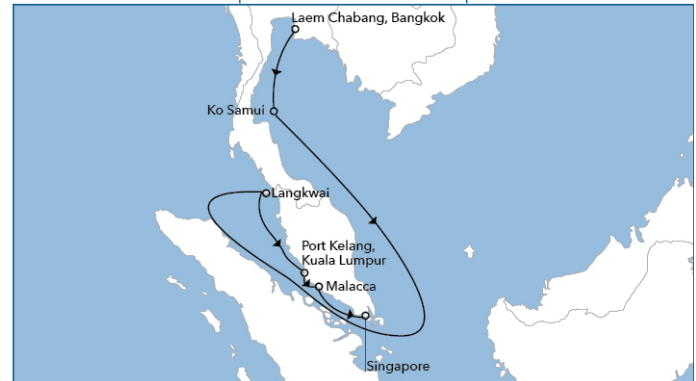 Laem Chabang, Bangkok
Ko Samui
Langkwai
Port Kelang,
Kuala Lumpur
Malacca
Singapore